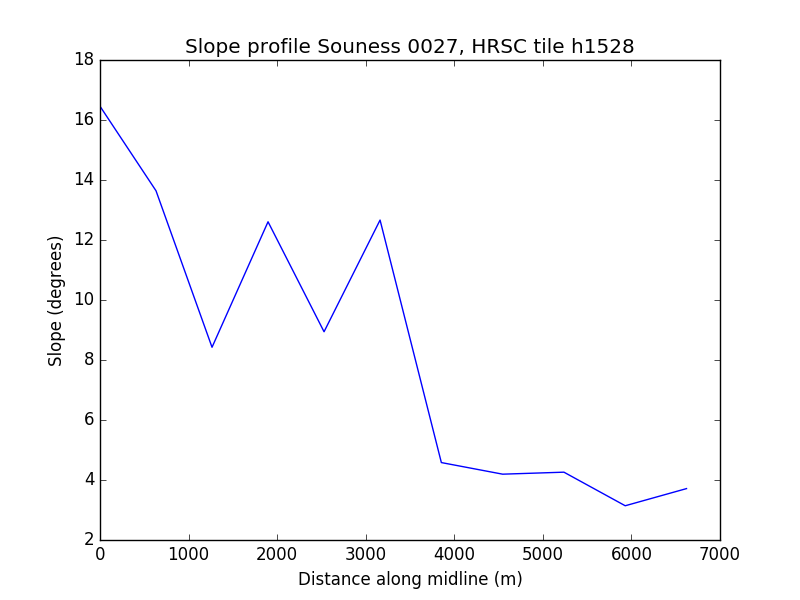 Slope profile Souness 0027, HRSC tile h1528
18
16
14
12
10
8
6
4
2
Slope (degrees)
0 1000 2000 3000 4000 5000 6000 7000
Distance along midline (m)